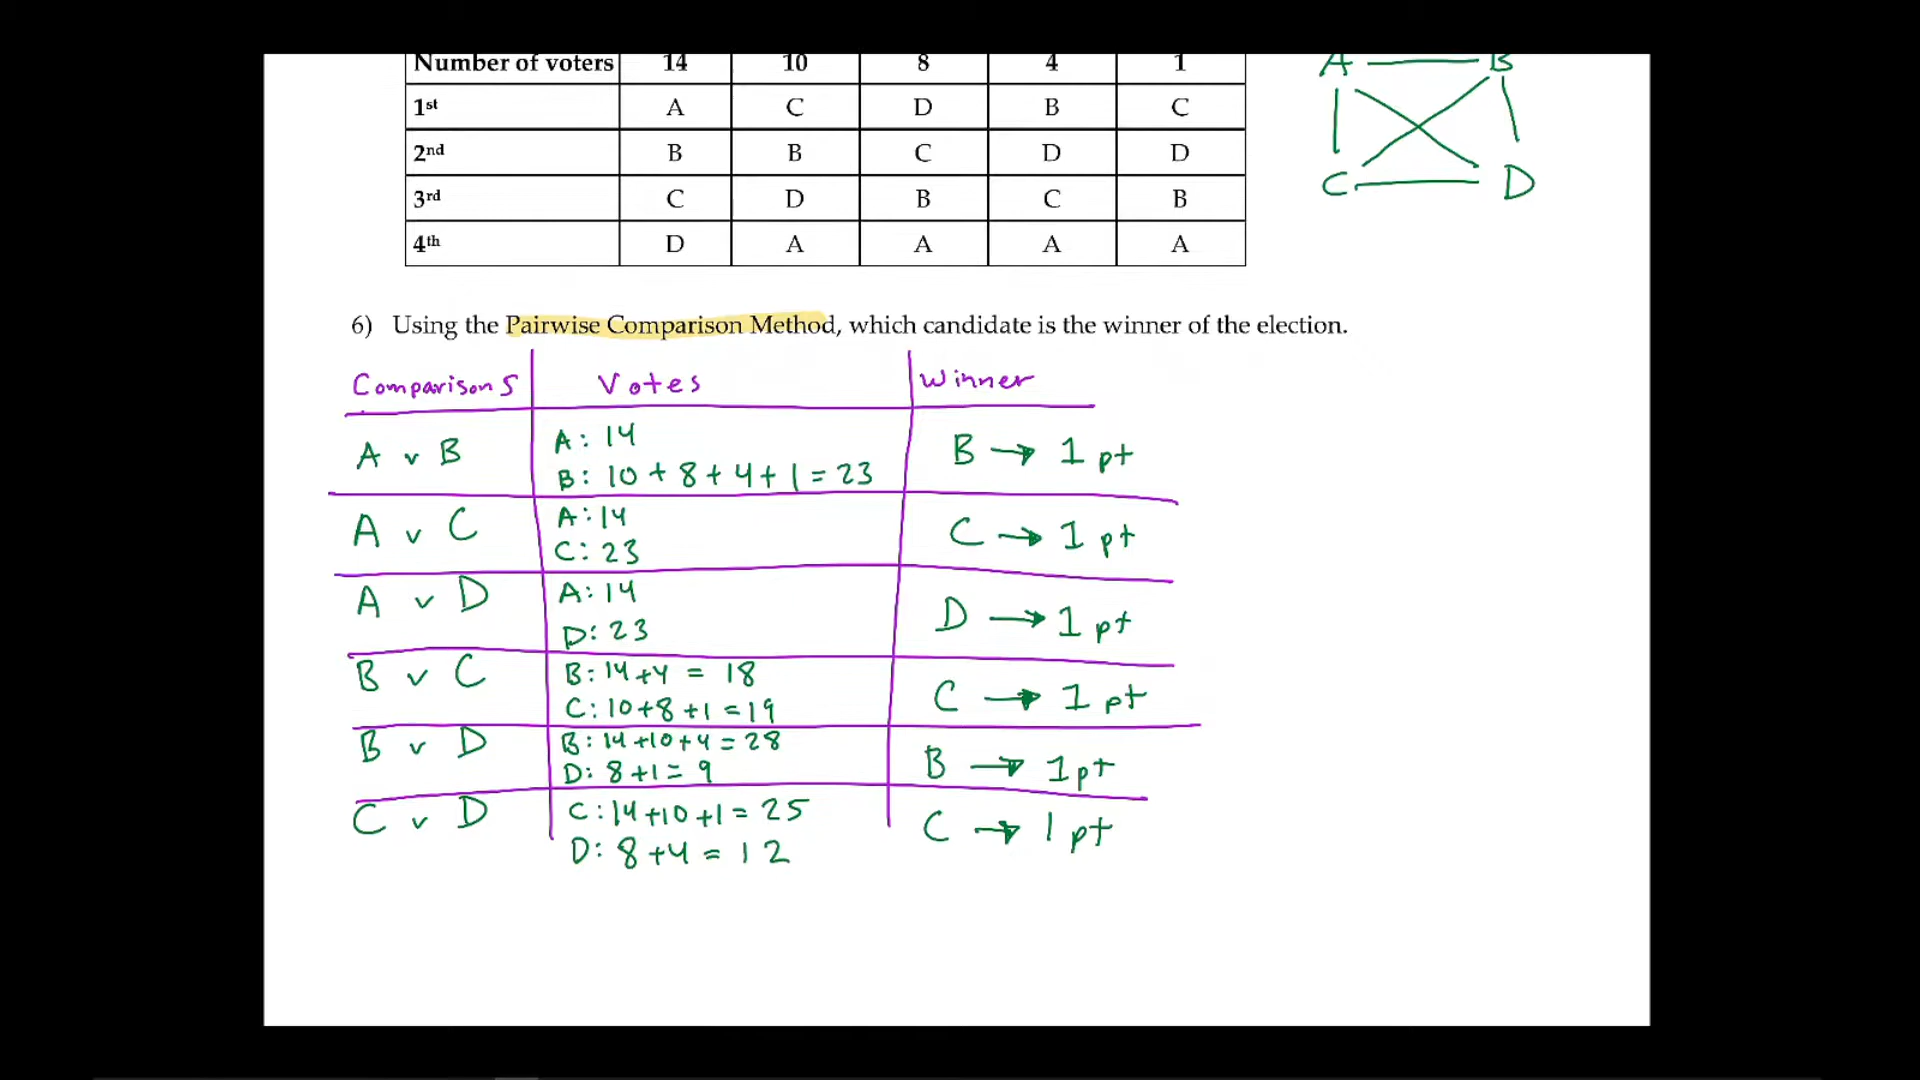 Number of voters 14 10 8 4 1
1st A C D B C
2nd B B C D D
3rd C D B C B
4th D A A A A
A B
C D
6) Using the Pairwise Comparison Method, which candidate is the winner of the election.
Comparisons Votes Winner
A v B
A: 14
B: 10 + 8 + 4 + 1 = 23
B → 1 pt
A v C
A: 14
C: 23
C → 1 pt
A v D
A: 14
D: 23
D → 1 pt
B v C
B: 14 + 4 = 18
C: 10 + 8 + 1 = 19
C → 1 pt
B v D
B: 14 + 10 + 4 = 28
D: 8 + 1 = 9
B → 1 pt
C v D
C: 14 + 10 + 1 = 25
D: 8 + 4 = 12
C → 1 pt